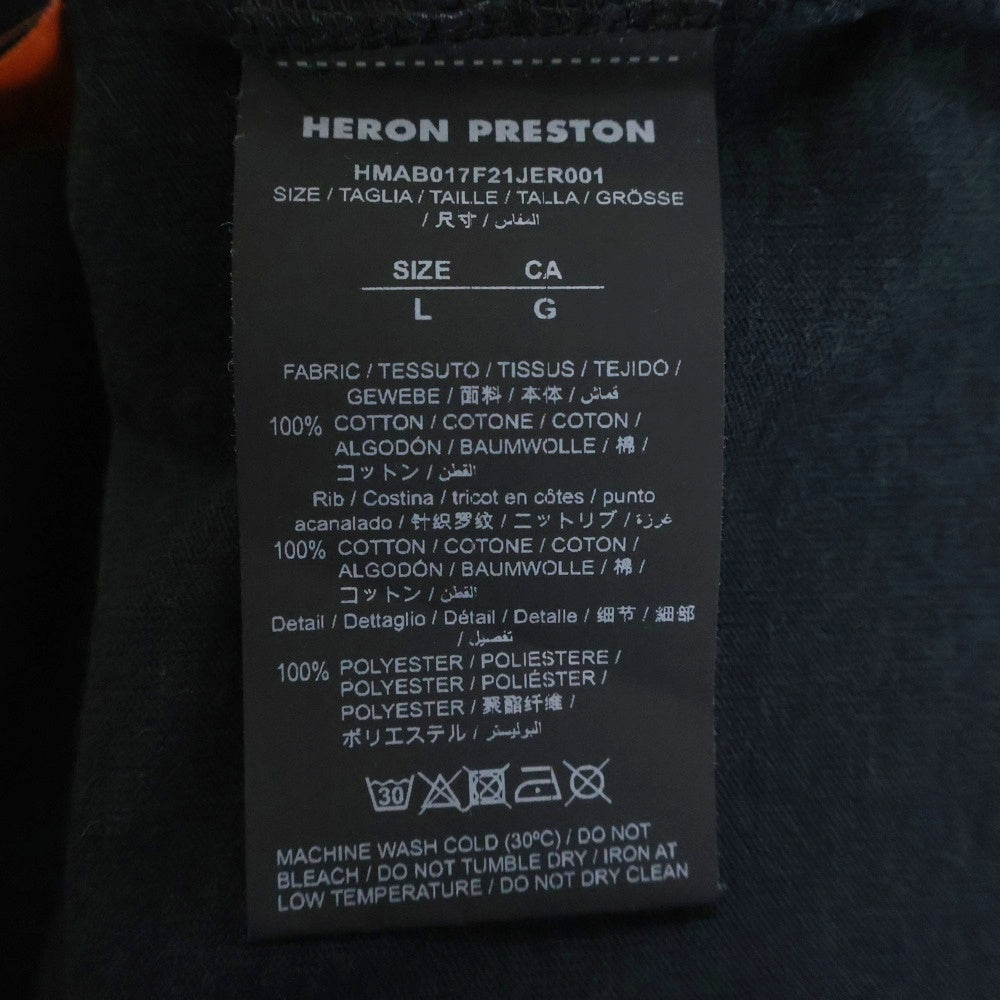 HERON PRESTON
HMAB017F21JER001
SIZE / TAGLIA / TAILLE / TALLA / GRÖSSE
/ 尺寸 / المقاس
SIZE CA
L G
FABRIC / TESSUTO / TISSUS / TEJIDO /
GEWEBE / 面料 / 本体 / قماش
100% COTTON / COTONE / COTON /
ALGODÓN / BAUMWOLLE / 棉 /
コットン / القطن
Rib / Costina / tricot en côtes / punto
acanalado / 针织罗纹 / ニットリブ / غرزة
100% COTTON / COTONE / COTON /
ALGODÓN / BAUMWOLLE / 棉 /
コットン / القطن
Detail / Dettaglio / Détail / Detalle / 细节 / 細部
/ تفصيل
100% POLYESTER / POLIESTERE /
POLYESTER / POLIÉSTER /
POLYESTER / 聚酯纤维 /
ポリエステル / البوليستر
30
MACHINE WASH COLD (30ºC) / DO NOT
BLEACH / DO NOT TUMBLE DRY / IRON AT
LOW TEMPERATURE / DO NOT DRY CLEAN